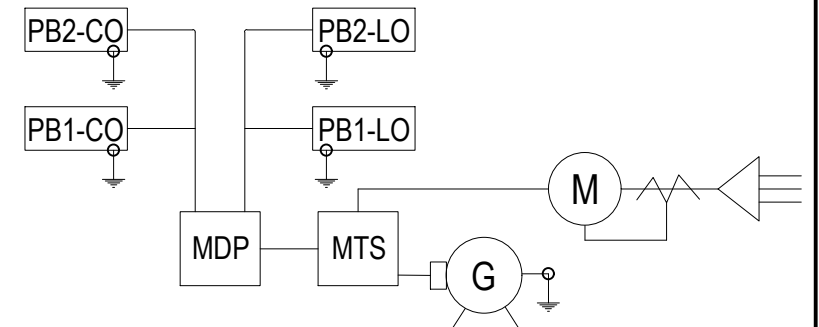 PB2-CO
PB2-LO
PB1-CO
PB1-LO
M
MDP
MTS
G